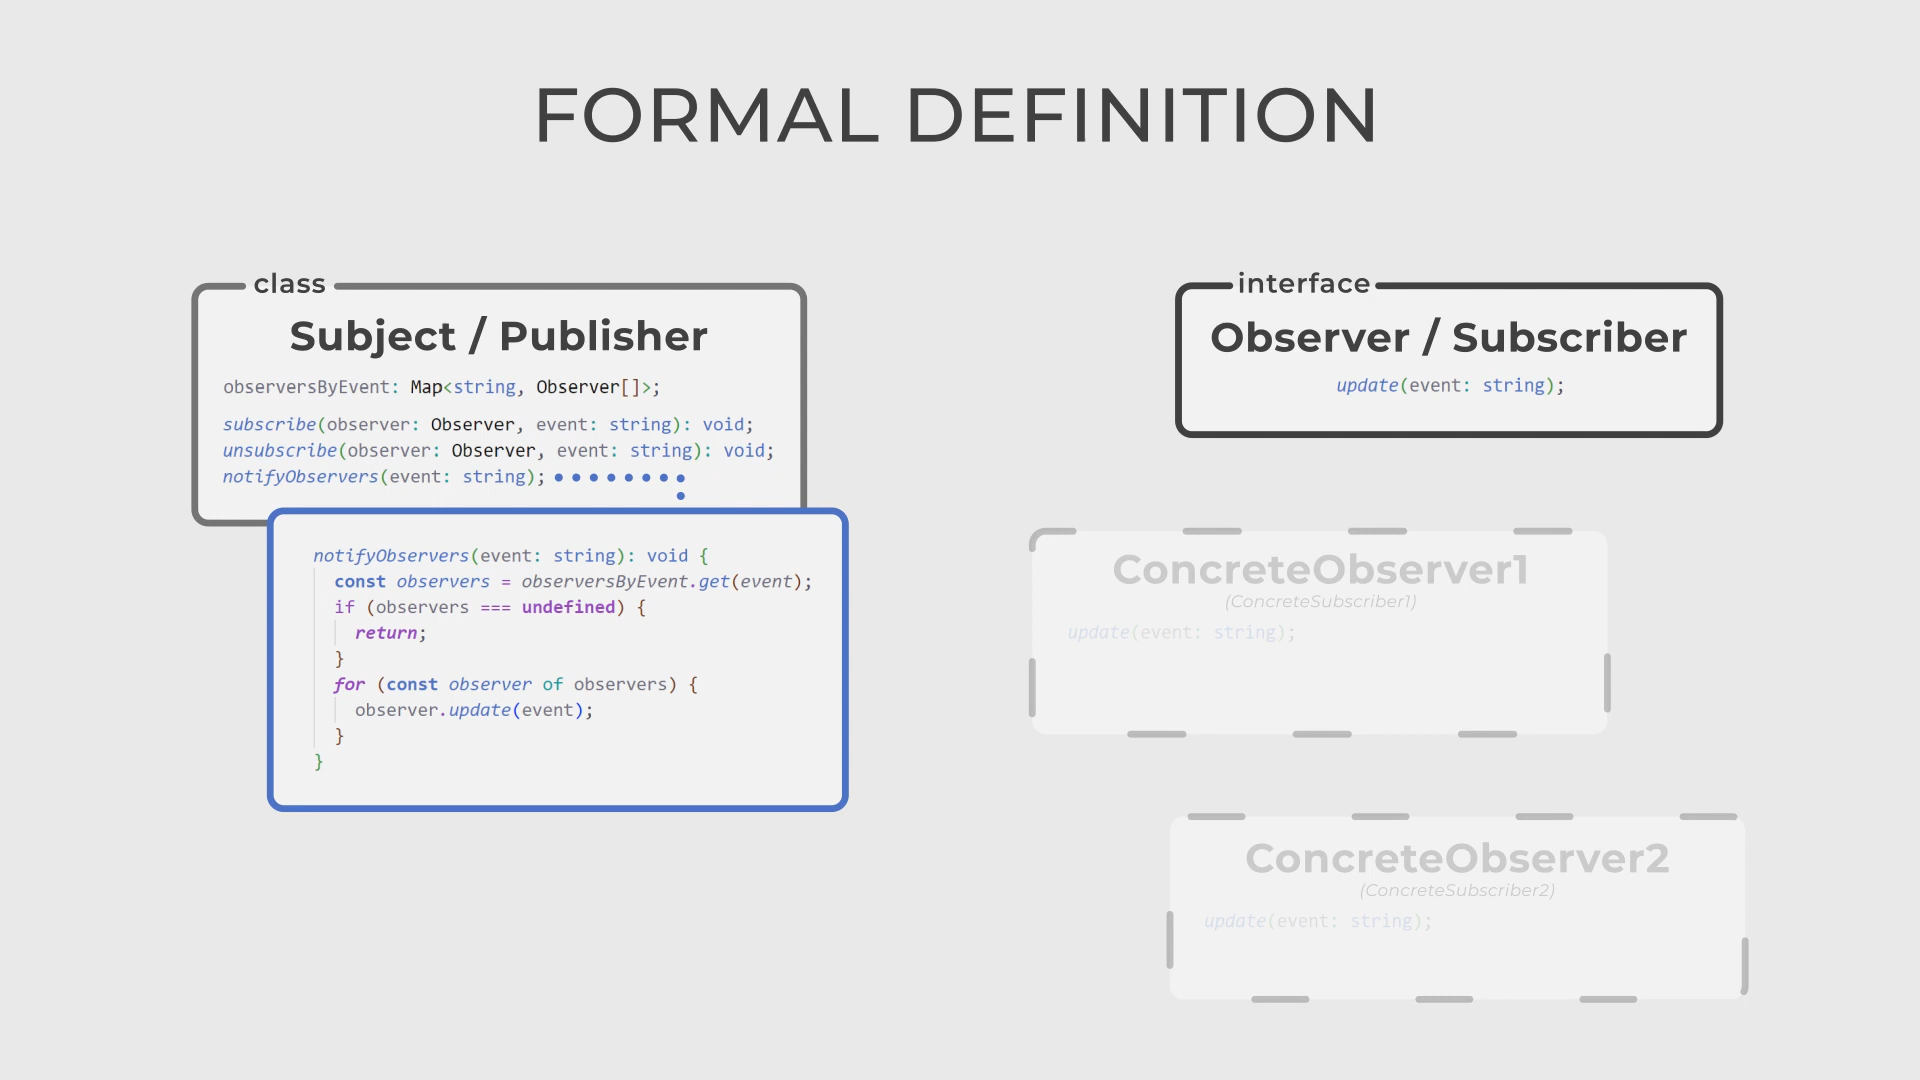 FORMAL DEFINITION
class
Subject / Publisher
observersByEvent: Map<string, Observer[]>;
subscribe(observer: Observer, event: string): void;
unsubscribe(observer: Observer, event: string): void;
notifyObservers(event: string);
notifyObservers(event: string): void {
const observers = observersByEvent.get(event);
if (observers === undefined) {
return;
}
for (const observer of observers) {
observer.update(event);
}
}
interface
Observer / Subscriber
update(event: string);
ConcreteObserver1
(ConcreteSubscriber1)
update(event: string);
ConcreteObserver2
(ConcreteSubscriber2)
update(event: string);